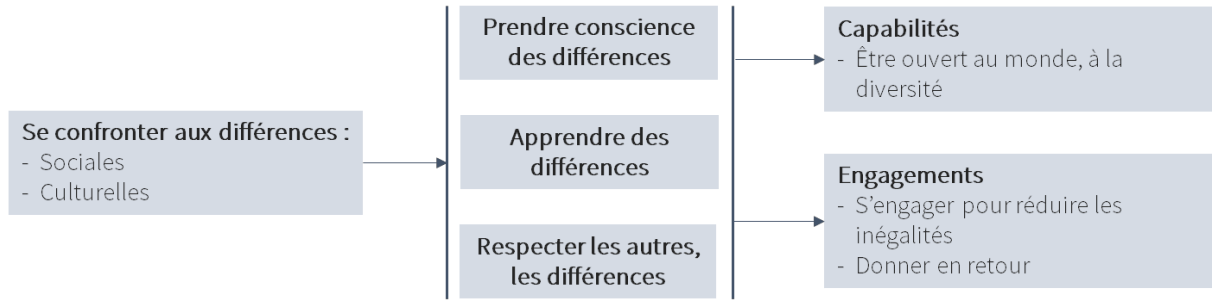 Se confronter aux différences :
- Sociales
- Culturelles
Prendre conscience
des différences
Apprendre des
différences
Respecter les autres,
les différences
Capabilités
- Être ouvert au monde, à la
diversité
Engagements
- S’engager pour réduire les
inégalités
- Donner en retour